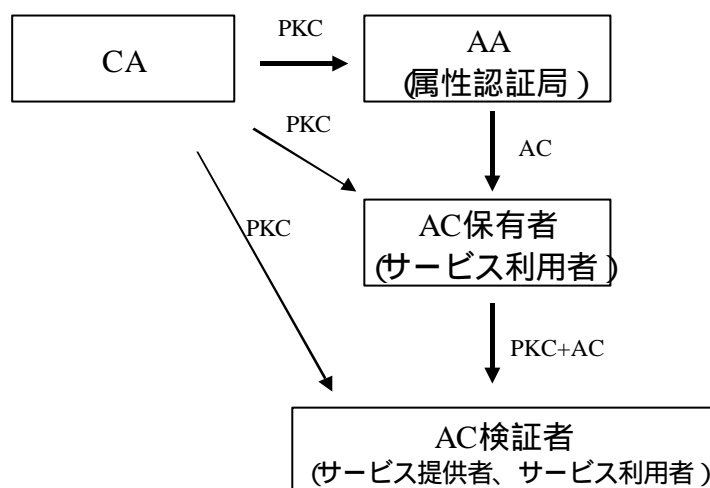 PKC
CA
AA
(属性認証局)
PKC
AC
PKC
AC保有者
(サービス利用者)
PKC+AC
AC検証者
(サービス提供者、サービス利用者)